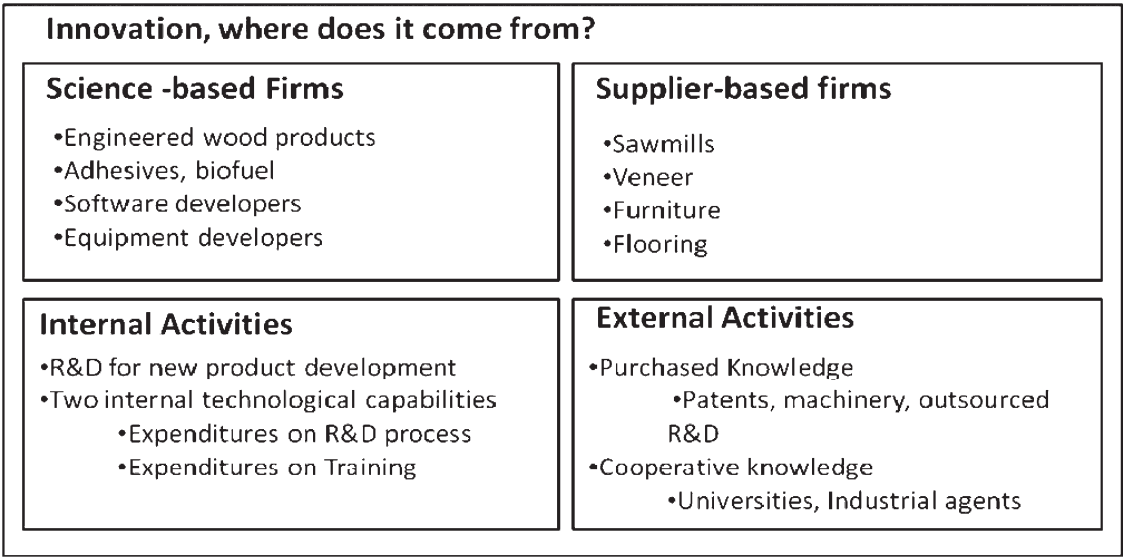 Innovation, where does it come from?
Science -based Firms
•Engineered wood products
•Adhesives, biofuel
•Software developers
•Equipment developers
Supplier-based firms
•Sawmills
•Veneer
•Furniture
•Flooring
Internal Activities
•R&D for new product development
•Two internal technological capabilities
•Expenditures on R&D process
•Expenditures on Training
External Activities
•Purchased Knowledge
•Patents, machinery, outsourced
R&D
•Cooperative knowledge
•Universities, Industrial agents